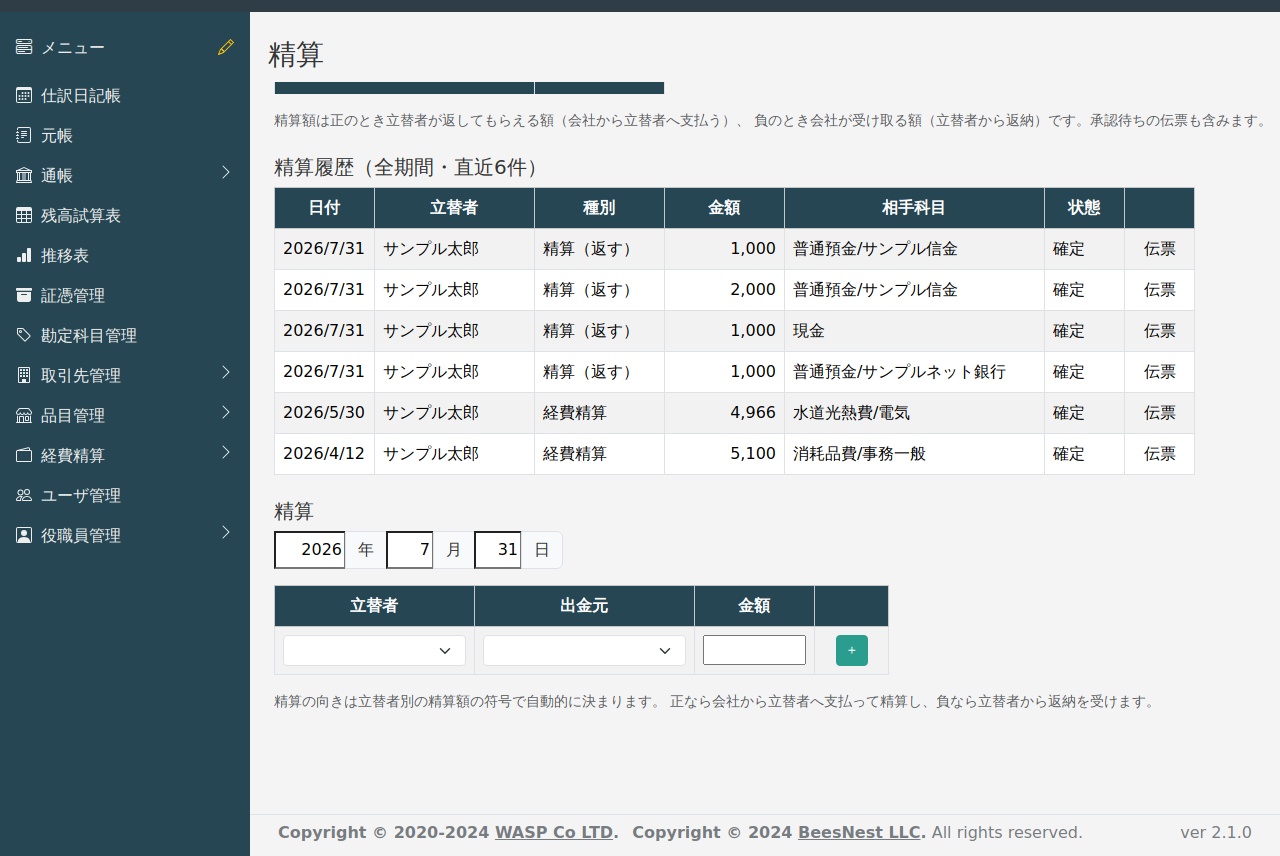 メニュー
仕訳日記帳
元帳
通帳
残高試算表
推移表
証憑管理
勘定科目管理
取引先管理
品目管理
経費精算
ユーザ管理
役職員管理
精算
精算額は正のとき立替者が返してもらえる額（会社から立替者へ支払う）、 負のとき会社が受け取る額（立替者から返納）です。承認待ちの伝票も含みます。
精算履歴（全期間・直近6件）
日付 立替者 種別 金額 相手科目 状態
2026/7/31 サンプル太郎 精算（返す） 1,000 普通預金/サンプル信金 確定 伝票
2026/7/31 サンプル太郎 精算（返す） 2,000 普通預金/サンプル信金 確定 伝票
2026/7/31 サンプル太郎 精算（返す） 1,000 現金 確定 伝票
2026/7/31 サンプル太郎 精算（返す） 1,000 普通預金/サンプルネット銀行 確定 伝票
2026/5/30 サンプル太郎 経費精算 4,966 水道光熱費/電気 確定 伝票
2026/4/12 サンプル太郎 経費精算 5,100 消耗品費/事務一般 確定 伝票
精算
2026 年 7 月 31 日
立替者 出金元 金額
+
精算の向きは立替者別の精算額の符号で自動的に決まります。 正なら会社から立替者へ支払って精算し、負なら立替者から返納を受けます。
Copyright © 2020-2024 WASP Co LTD. Copyright © 2024 BeesNest LLC. All rights reserved. ver 2.1.0